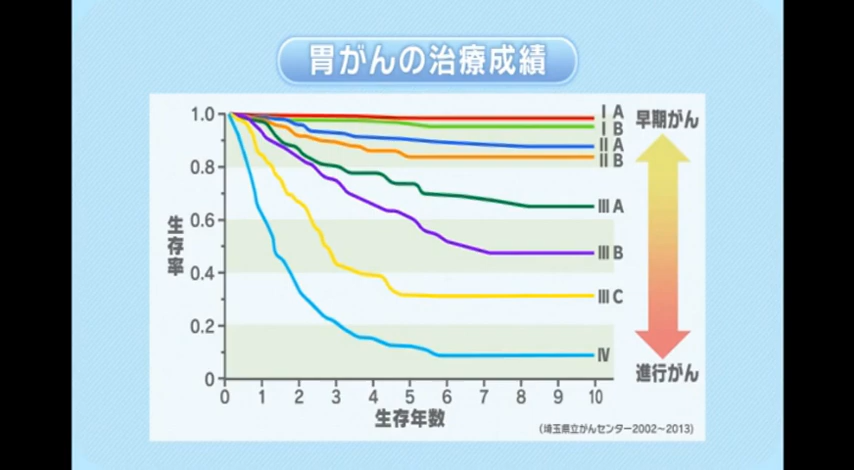 胃がんの治療成績
1.0
0.8
0.6
0.4
0.2
0
生存率
0 1 2 3 4 5 6 7 8 9 10
生存年数
ⅠA
ⅠB
ⅡA
ⅡB
ⅢA
ⅢB
ⅢC
Ⅳ
早期がん
進行がん
(埼玉県立がんセンター2002~2013)